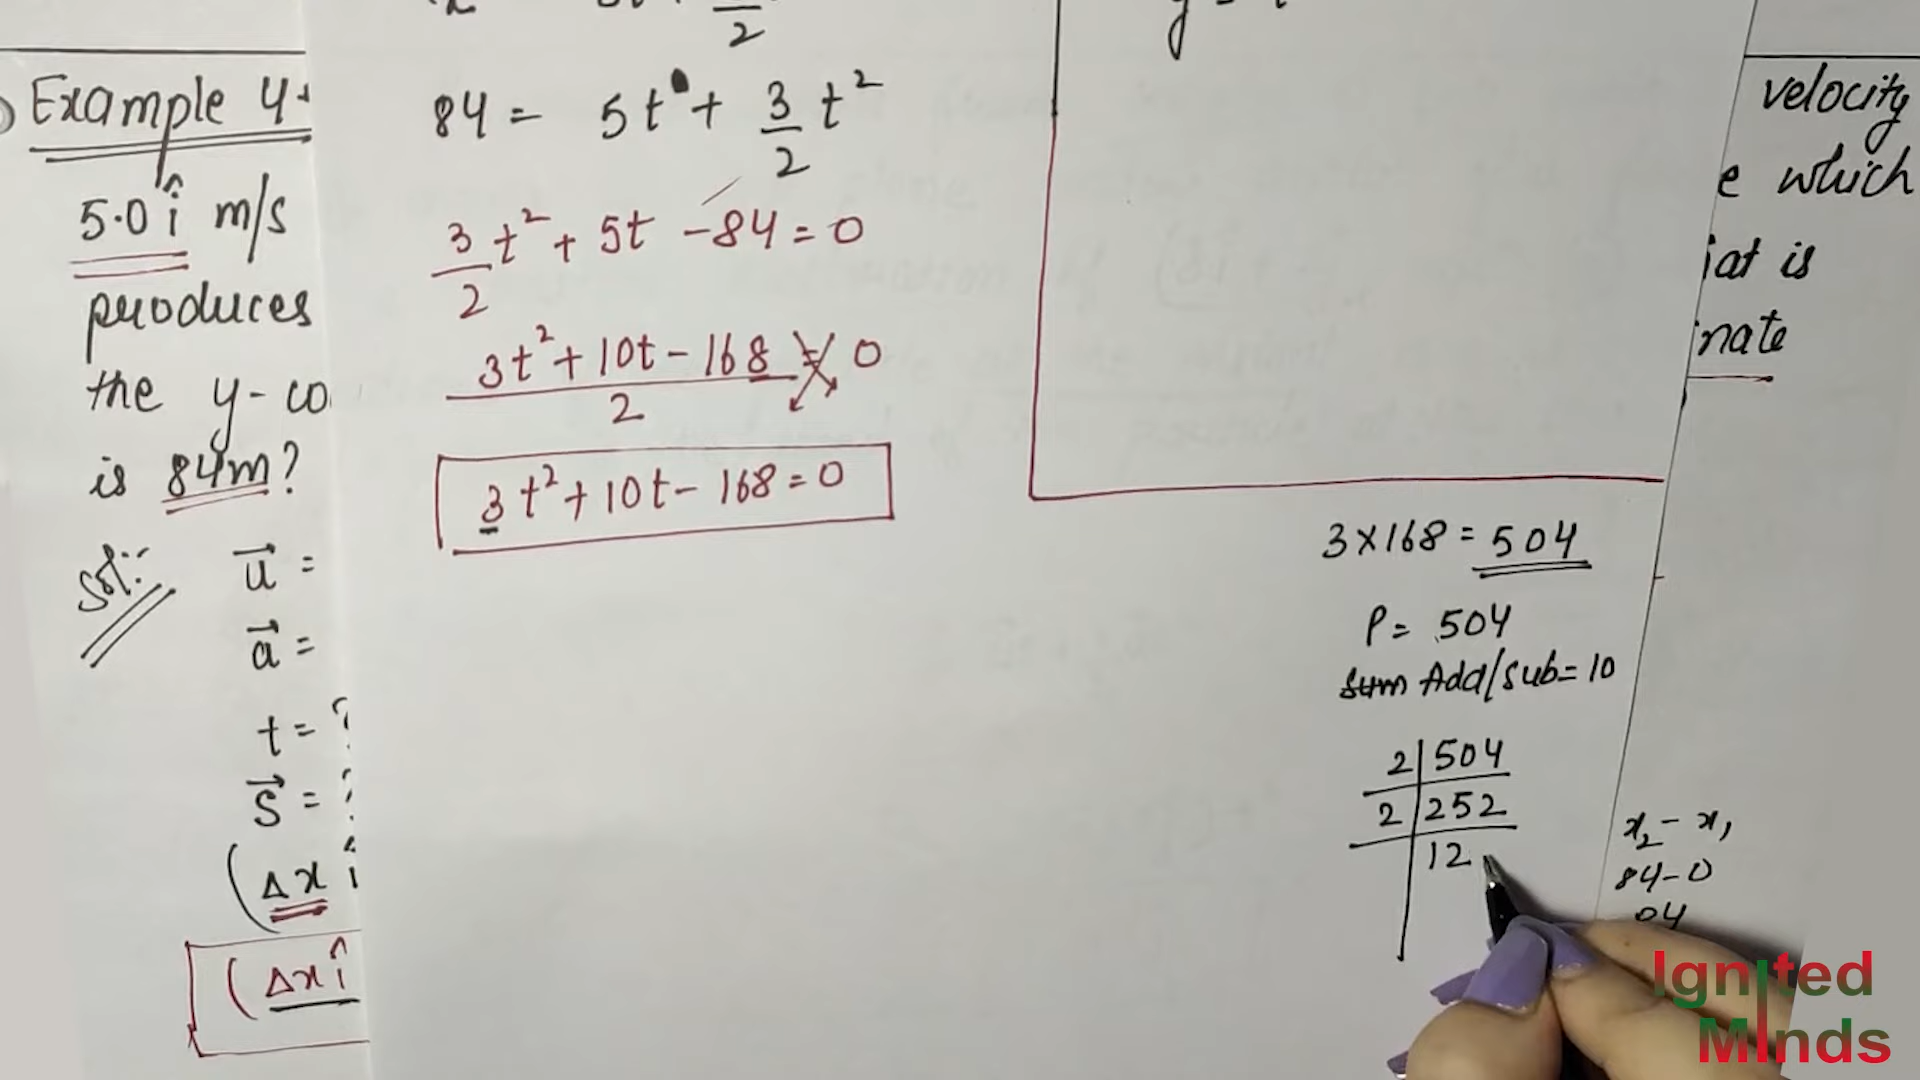 Example 4.
5.0 î m/s
produces
the y-co
is 84m?
Sol:-
u⃗ =
a⃗ =
t = ?
s⃗ = ?
(Δx î
(Δx î
2
84 = 5t + 3/2 t²
3/2 t² + 5t - 84 = 0
3t² + 10t - 168 = 0
2
3t² + 10t - 168 = 0
y =
velocity
e which
iat is
nate
3 × 168 = 504
P = 504
Sum Add/Sub = 10
2 | 504
2 | 252
12
x₂ - x₁
84 - 0
Ignited
Minds